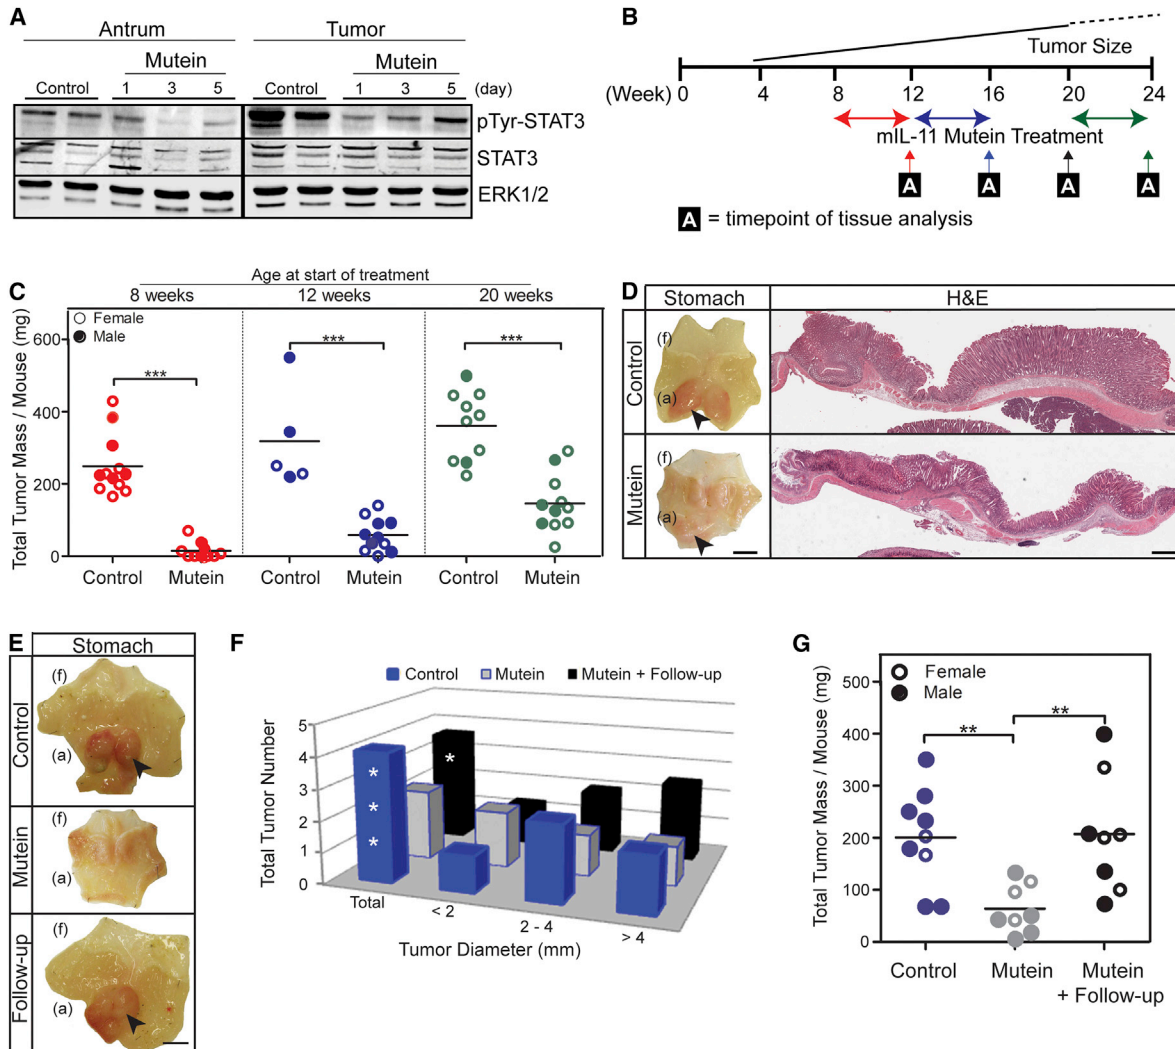 A
Antrum
Tumor
Mutein
Mutein
Control
1
3
5
Control
1
3
5
(day)
pTyr-STAT3
STAT3
ERK1/2
B
Tumor Size
(Week)
0
4
8
12
16
20
24
mIL-11 Mutein Treatment
A
A
A
A
A = timepoint of tissue analysis
C
Age at start of treatment
8 weeks
12 weeks
20 weeks
Female
Male
Total Tumor Mass / Mouse (mg)
600
400
200
0
***
***
***
Control
Mutein
Control
Mutein
Control
Mutein
D
Stomach
H&E
Control
(f)
(a)
Mutein
(f)
(a)
E
Stomach
Control
(f)
(a)
Mutein
(f)
(a)
Follow-up
(f)
(a)
F
Control
Mutein
Mutein + Follow-up
Total Tumor Number
5
4
3
2
1
0
*
*
*
*
Total
< 2
2 - 4
> 4
Tumor Diameter (mm)
G
Female
Male
Total Tumor Mass / Mouse (mg)
500
400
300
200
100
0
**
**
Control
Mutein
Mutein
+ Follow-up